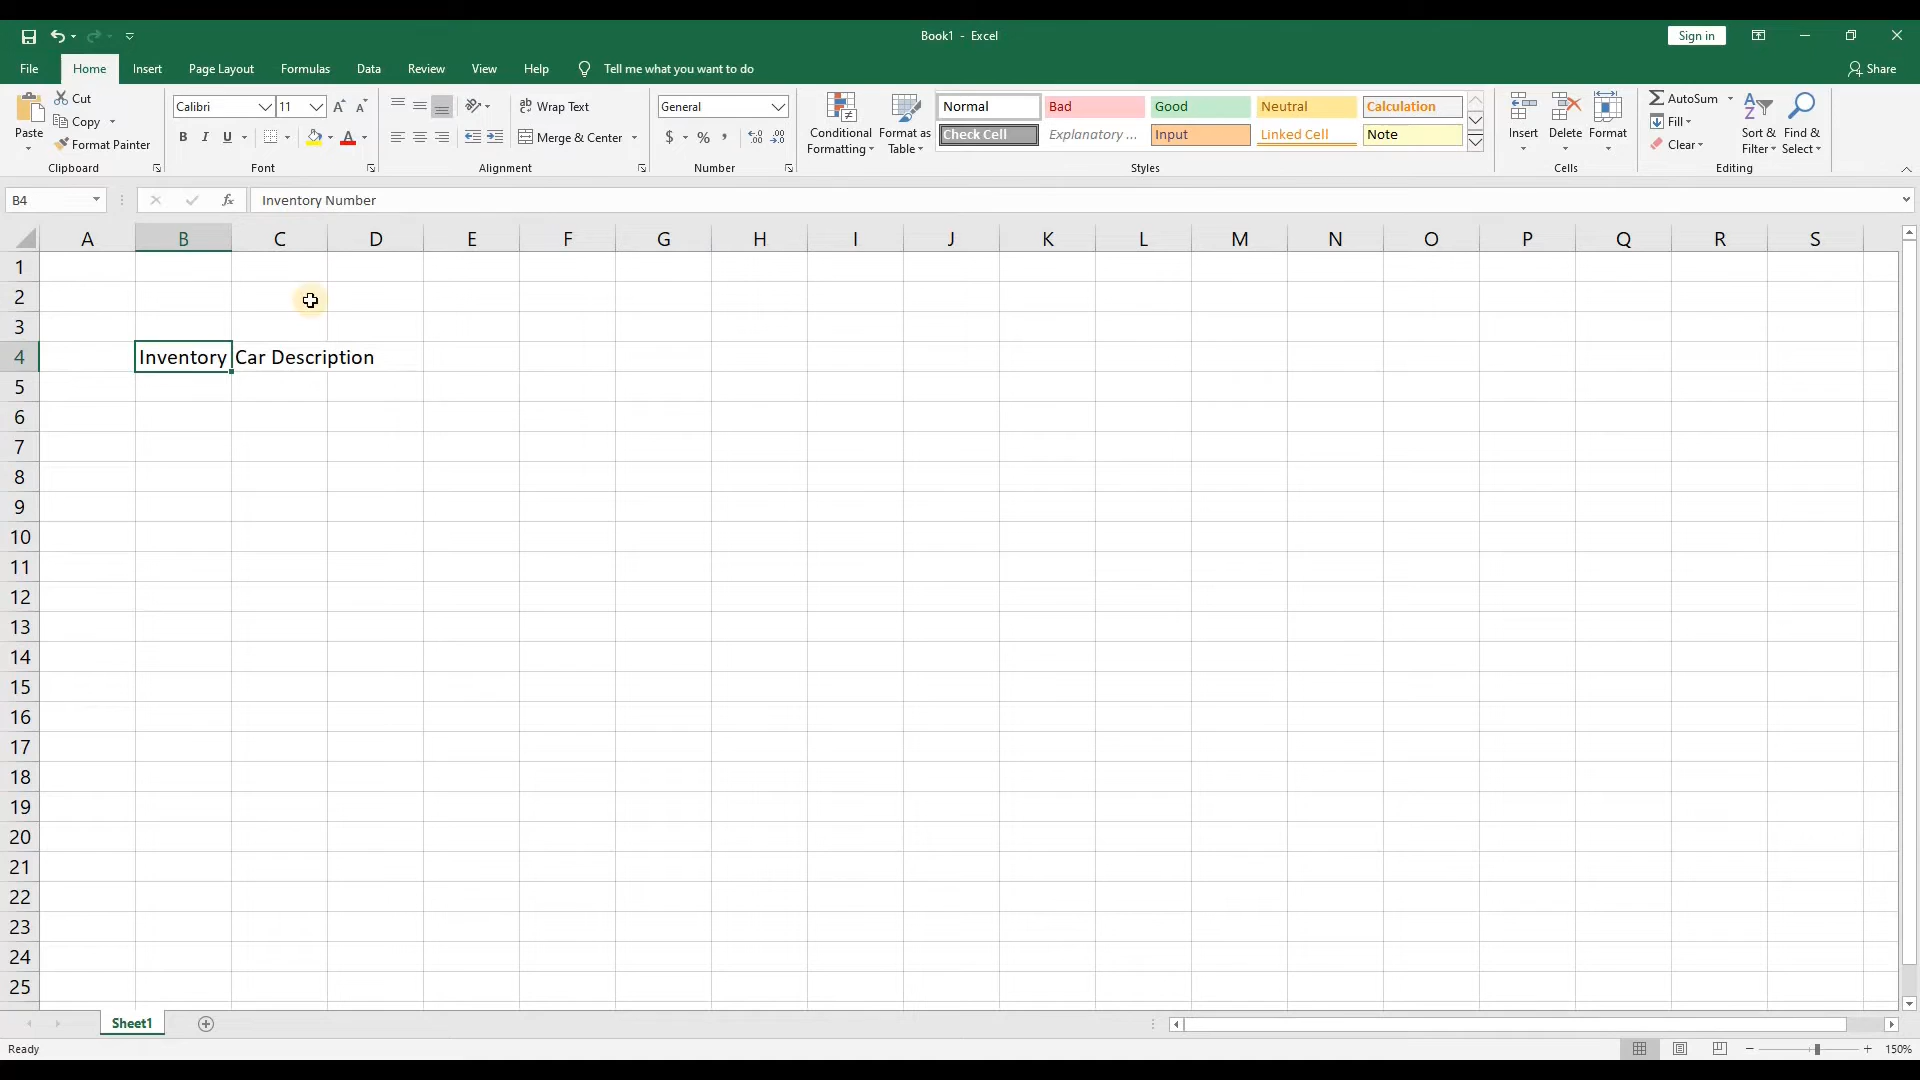 Book1 - Excel
Sign in
File Home Insert Page Layout Formulas Data Review View Help Tell me what you want to do Share
Paste
Cut
Copy
Format Painter
Clipboard
Calibri 11 A A
B I U A
Font
ab Wrap Text
Merge & Center
Alignment
General
$ % ,
Number
Conditional Formatting
Format as Table
Normal Bad Good Neutral Calculation
Check Cell Explanatory ... Input Linked Cell Note
Styles
Insert Delete Format
Cells
AutoSum
Fill
Clear
Sort & Filter
Find & Select
Editing
B4 fx Inventory Number
A B C D E F G H I J K L M N O P Q R S
1
2
3
4 Inventory Car Description
5
6
7
8
9
10
11
12
13
14
15
16
17
18
19
20
21
22
23
24
25
Sheet1
Ready 150%